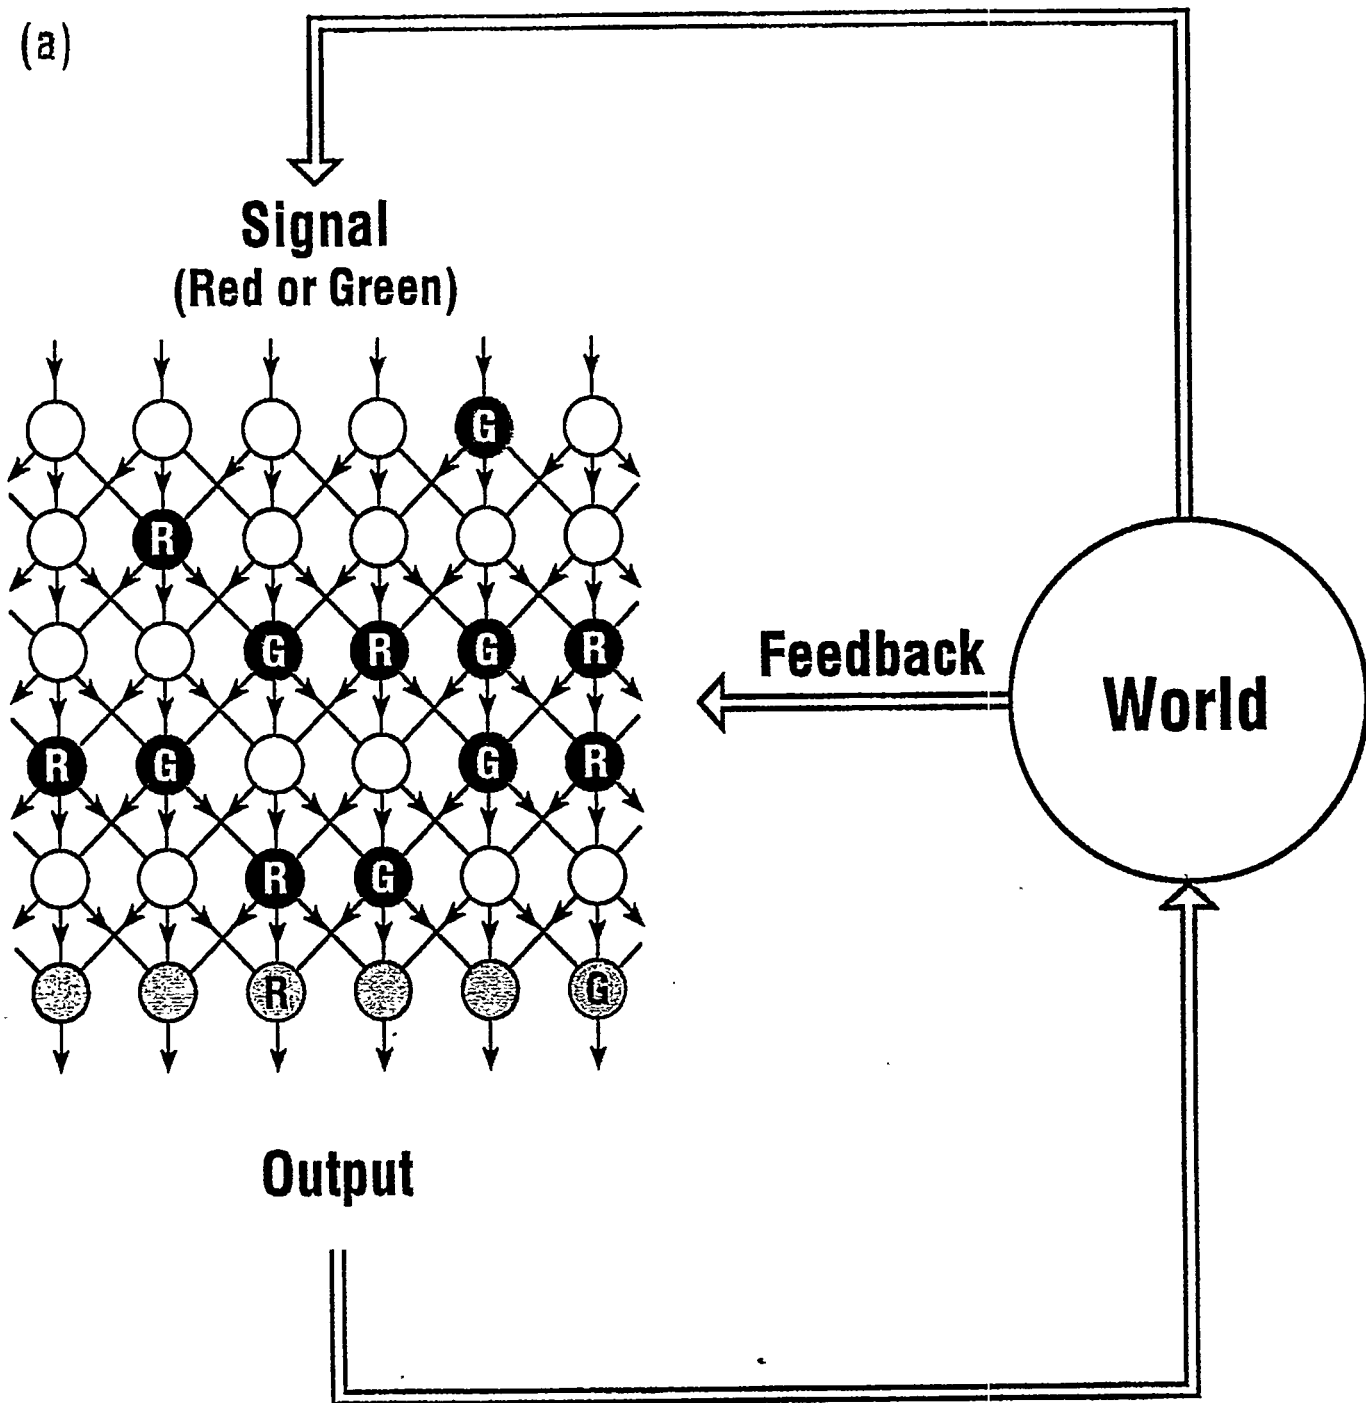 (a)
Signal
(Red or Green)
G
R
G R G R
Feedback
World
R G G R
R G
R G
Output